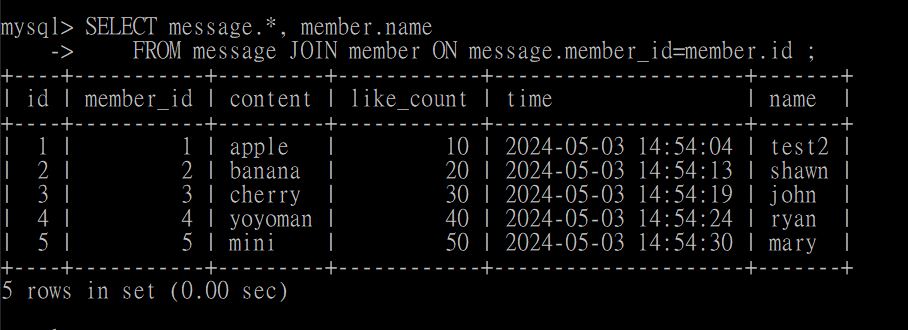 mysql> SELECT message.*, member.name
    ->     FROM message JOIN member ON message.member_id=member.id ;
+----+-----------+---------+------------+---------------------+-------+
| id | member_id | content | like_count | time                | name  |
+----+-----------+---------+------------+---------------------+-------+
|  1 |         1 | apple   |         10 | 2024-05-03 14:54:04 | test2 |
|  2 |         2 | banana  |         20 | 2024-05-03 14:54:13 | shawn |
|  3 |         3 | cherry  |         30 | 2024-05-03 14:54:19 | john  |
|  4 |         4 | yoyoman |         40 | 2024-05-03 14:54:24 | ryan  |
|  5 |         5 | mini    |         50 | 2024-05-03 14:54:30 | mary  |
+----+-----------+---------+------------+---------------------+-------+
5 rows in set (0.00 sec)